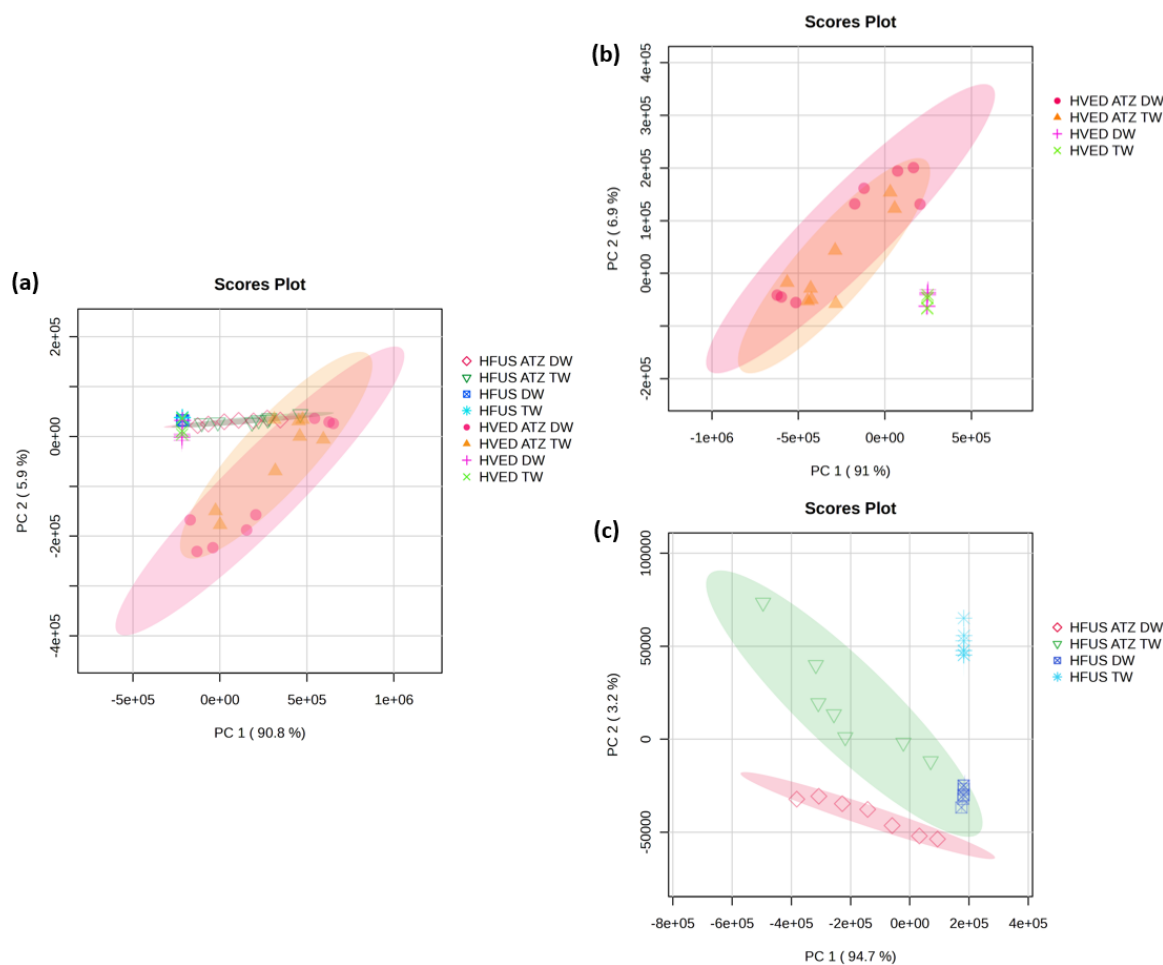 (a)
Scores Plot
2e+05
0e+00
-2e+05
-4e+05
PC 2 ( 5.9 %)
-5e+05 0e+00 5e+05 1e+06
PC 1 ( 90.8 %)
HFUS ATZ DW
HFUS ATZ TW
HFUS DW
HFUS TW
HVED ATZ DW
HVED ATZ TW
HVED DW
HVED TW
(b)
Scores Plot
4e+05
3e+05
2e+05
1e+05
0e+00
-2e+05
PC 2 ( 6.9 %)
-1e+06 -5e+05 0e+00 5e+05
PC 1 ( 91 %)
HVED ATZ DW
HVED ATZ TW
HVED DW
HVED TW
(c)
Scores Plot
100000
50000
0
-50000
PC 2 ( 3.2 %)
-8e+05 -6e+05 -4e+05 -2e+05 0e+00 2e+05 4e+05
PC 1 ( 94.7 %)
HFUS ATZ DW
HFUS ATZ TW
HFUS DW
HFUS TW